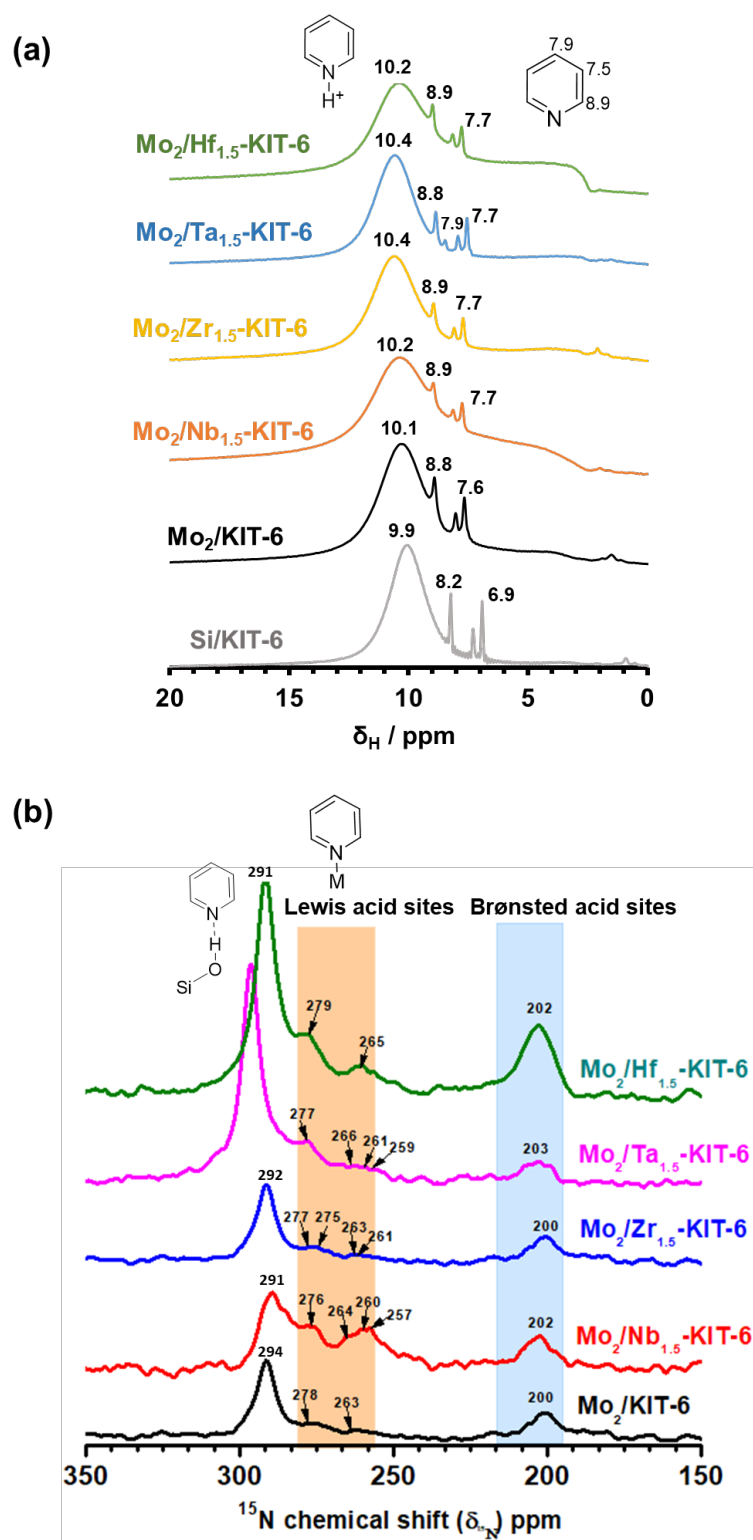 (a)
N
H⁺
7.9
7.5
8.9
N
10.2
8.9
7.7
Mo₂/Hf₁.₅-KIT-6
10.4
8.8
7.9
7.7
Mo₂/Ta₁.₅-KIT-6
10.4
8.9
7.7
Mo₂/Zr₁.₅-KIT-6
10.2
8.9
7.7
Mo₂/Nb₁.₅-KIT-6
10.1
8.8
7.6
Mo₂/KIT-6
9.9
8.2
6.9
Si/KIT-6
20 15 10 5 0
δH / ppm
(b)
N
H
O
Si
N
M
291
Lewis acid sites
Brønsted acid sites
279
265
202
Mo₂/Hf₁.₅-KIT-6
277
266
261
259
203
Mo₂/Ta₁.₅-KIT-6
292
277
275
263
261
200
Mo₂/Zr₁.₅-KIT-6
291
276
264
260
257
202
Mo₂/Nb₁.₅-KIT-6
294
278
263
200
Mo₂/KIT-6
350 300 250 200 150
¹⁵N chemical shift (δ¹⁵N) ppm